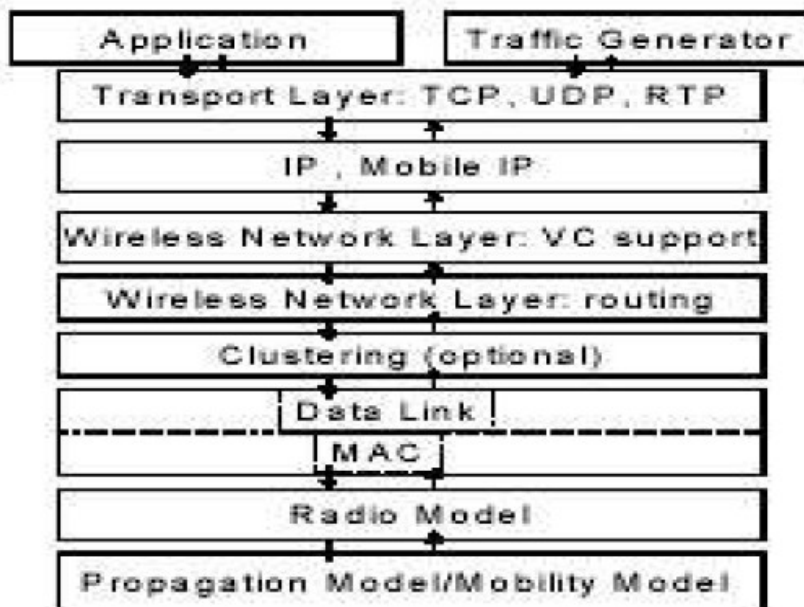 Application
Traffic Generator
Transport Layer: TCP, UDP, RTP
IP , Mobile IP
Wireless Network Layer: VC support
Wireless Network Layer: routing
Clustering (optional)
Data Link
MAC
Radio Model
Propagation Model/Mobility Model